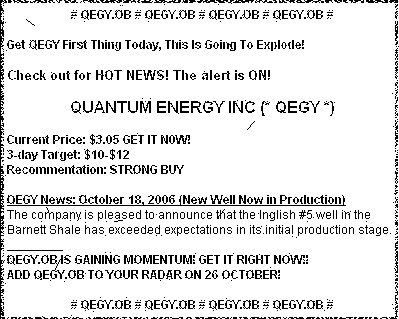 # QEGY.OB # QEGY.OB # QEGY.OB # QEGY.OB #
Get QEGY First Thing Today, This Is Going To Explode!
Check out for HOT NEWS! The alert is ON!
QUANTUM ENERGY INC (* QEGY *)
Current Price: $3.05 GET IT NOW!
3-day Target: $10-$12
Recommentation: STRONG BUY
QEGY News: October 18, 2006 (New Well Now in Production)
The company is pleased to announce that the Inglish #5 well in the
Barnett Shale has exceeded expectations in its initial production stage.
QEGY.OB IS GAINING MOMENTUM! GET IT RIGHT NOW!!
ADD QEGY.OB TO YOUR RADAR ON 26 OCTOBER!
# QEGY.OB # QEGY.OB # QEGY.OB # QEGY.OB #